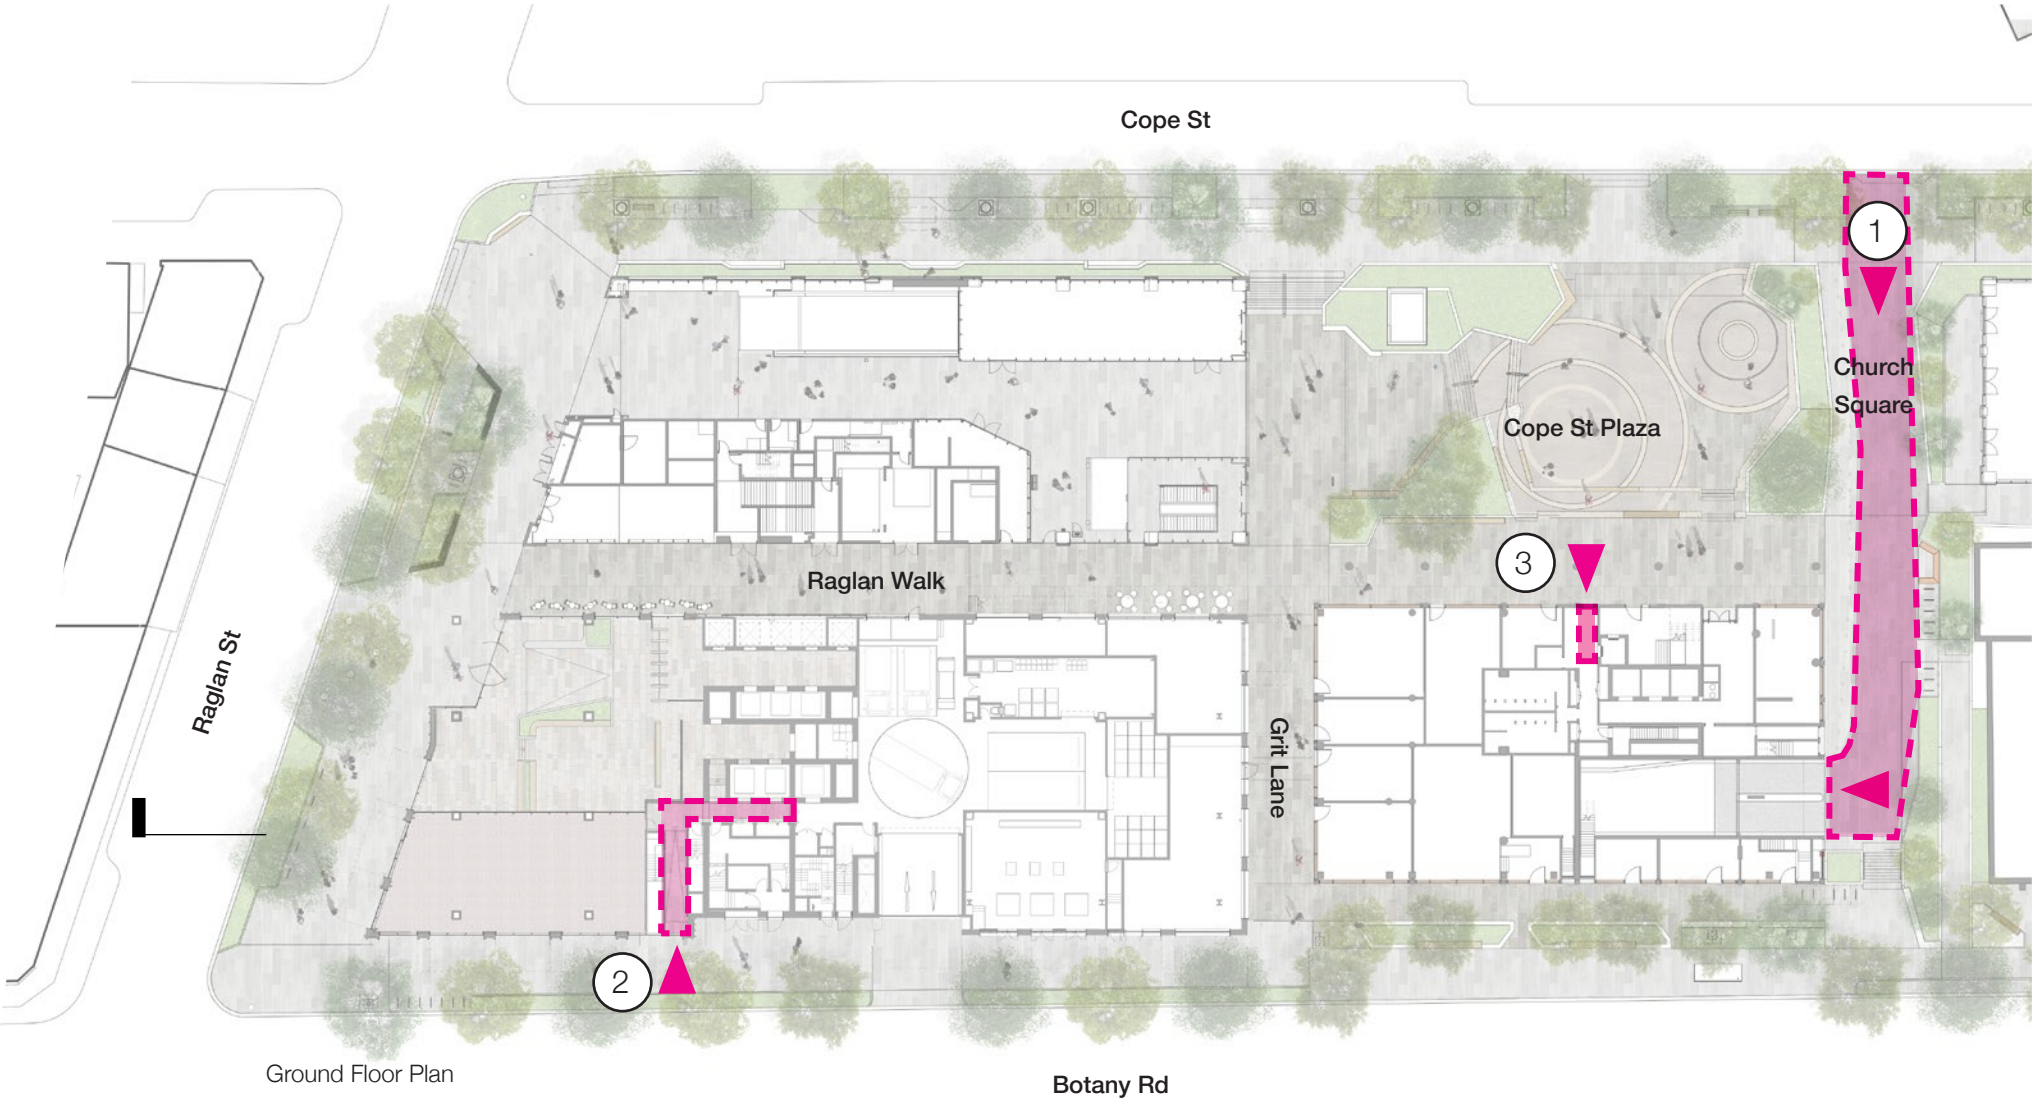 Cope St
1
Church
Square
Cope St Plaza
3
Raglan Walk
Raglan St
Grit Lane
2
Ground Floor Plan
Botany Rd